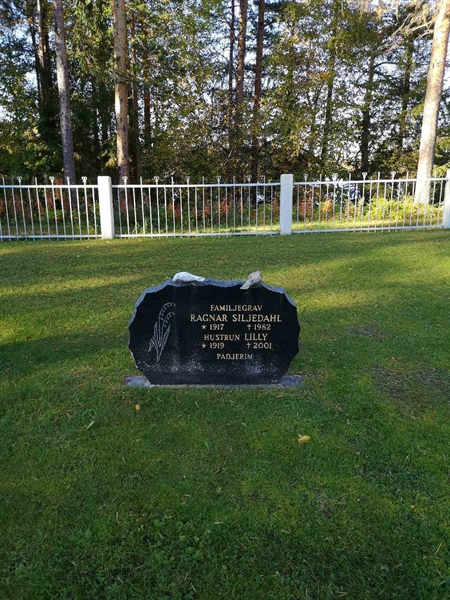 FAMILJEGRAV
RAGNAR SILJEDAHL
* 1917 † 1982
HUSTRUN LILLY
* 1919 † 2001
PADJERIM